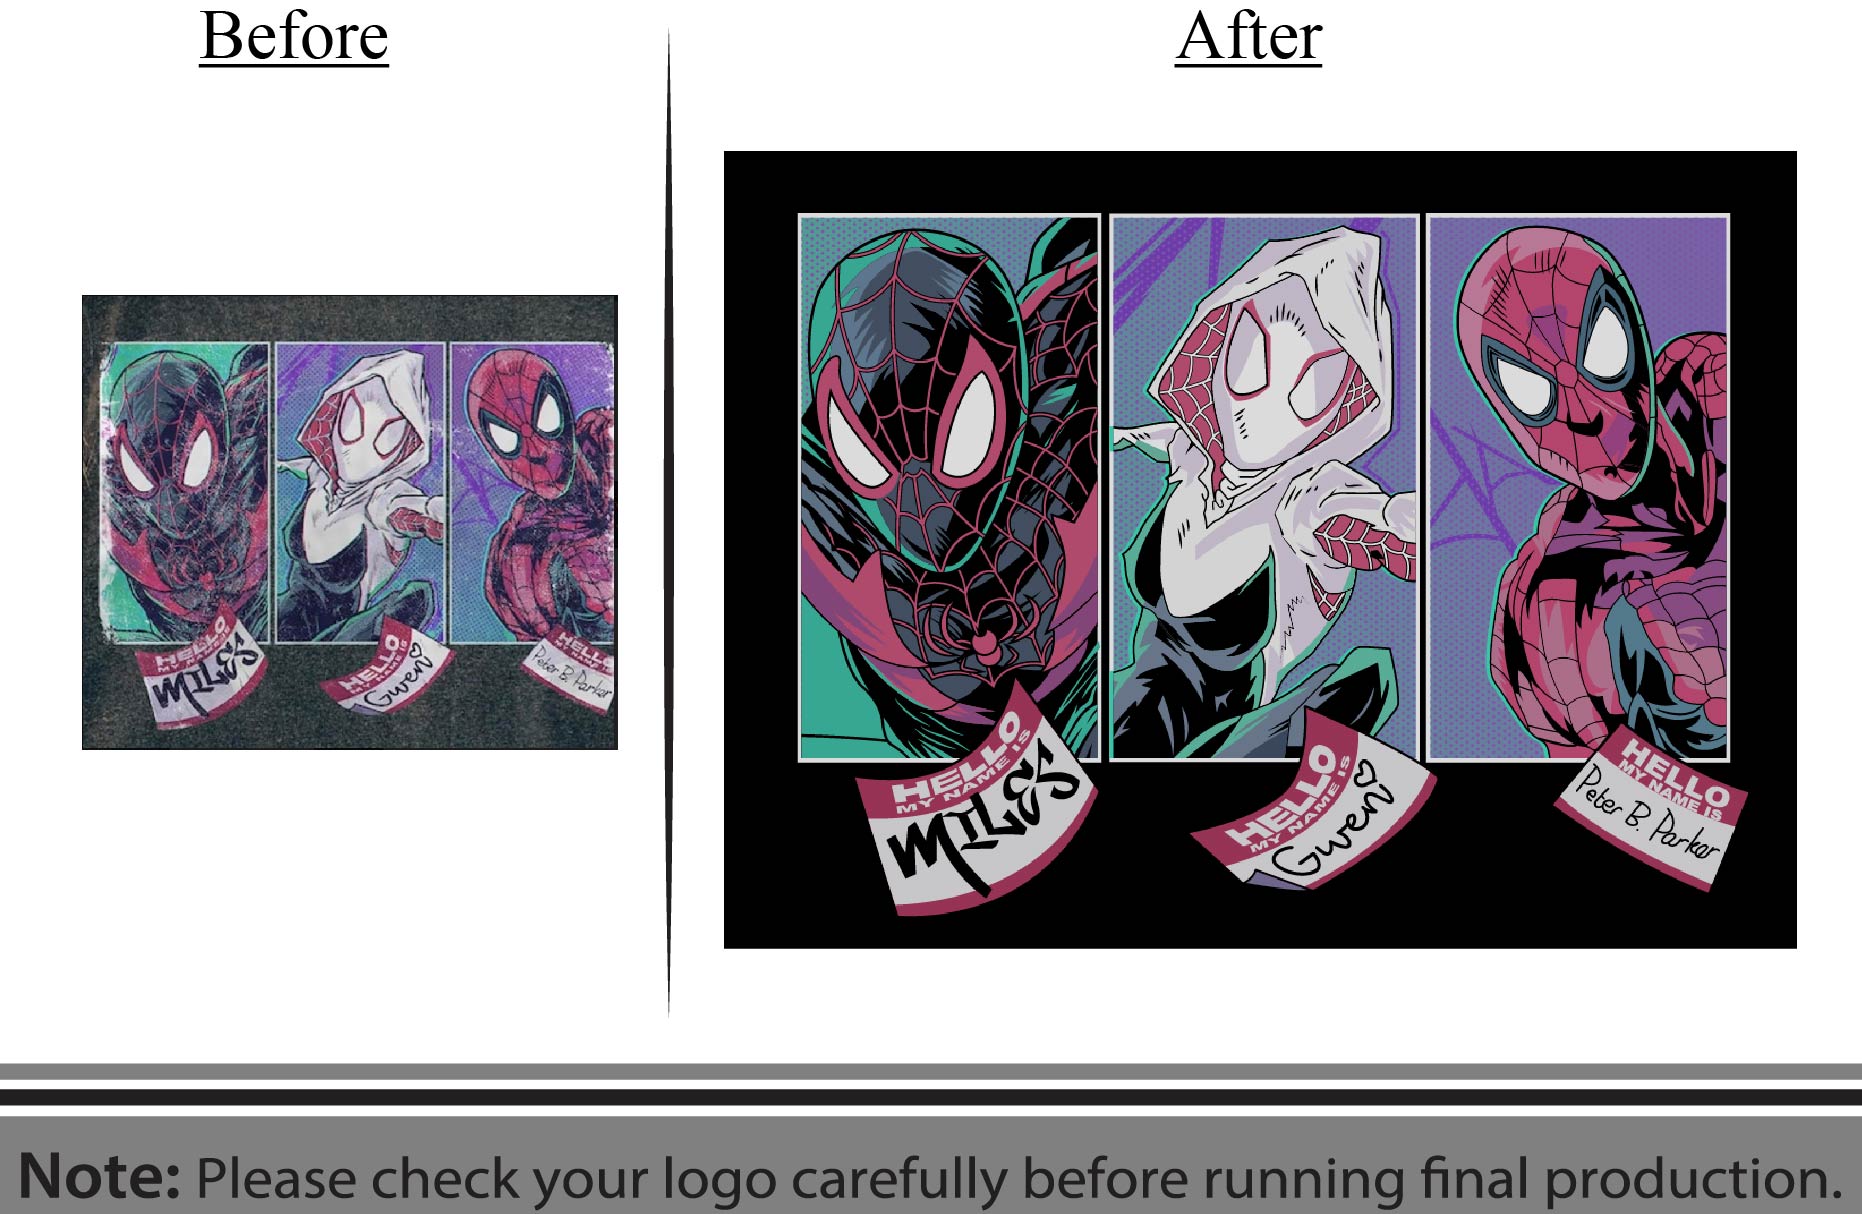 Before
After
HELLO
MY NAME IS
MILES
HELLO
MY NAME IS
Gwen
HELLO
MY NAME IS
Peter B. Parker
HELLO
MY NAME IS
MILES
HELLO
MY NAME IS
Gwen
HELLO
MY NAME IS
Peter B. Parker
Note: Please check your logo carefully before running final production.